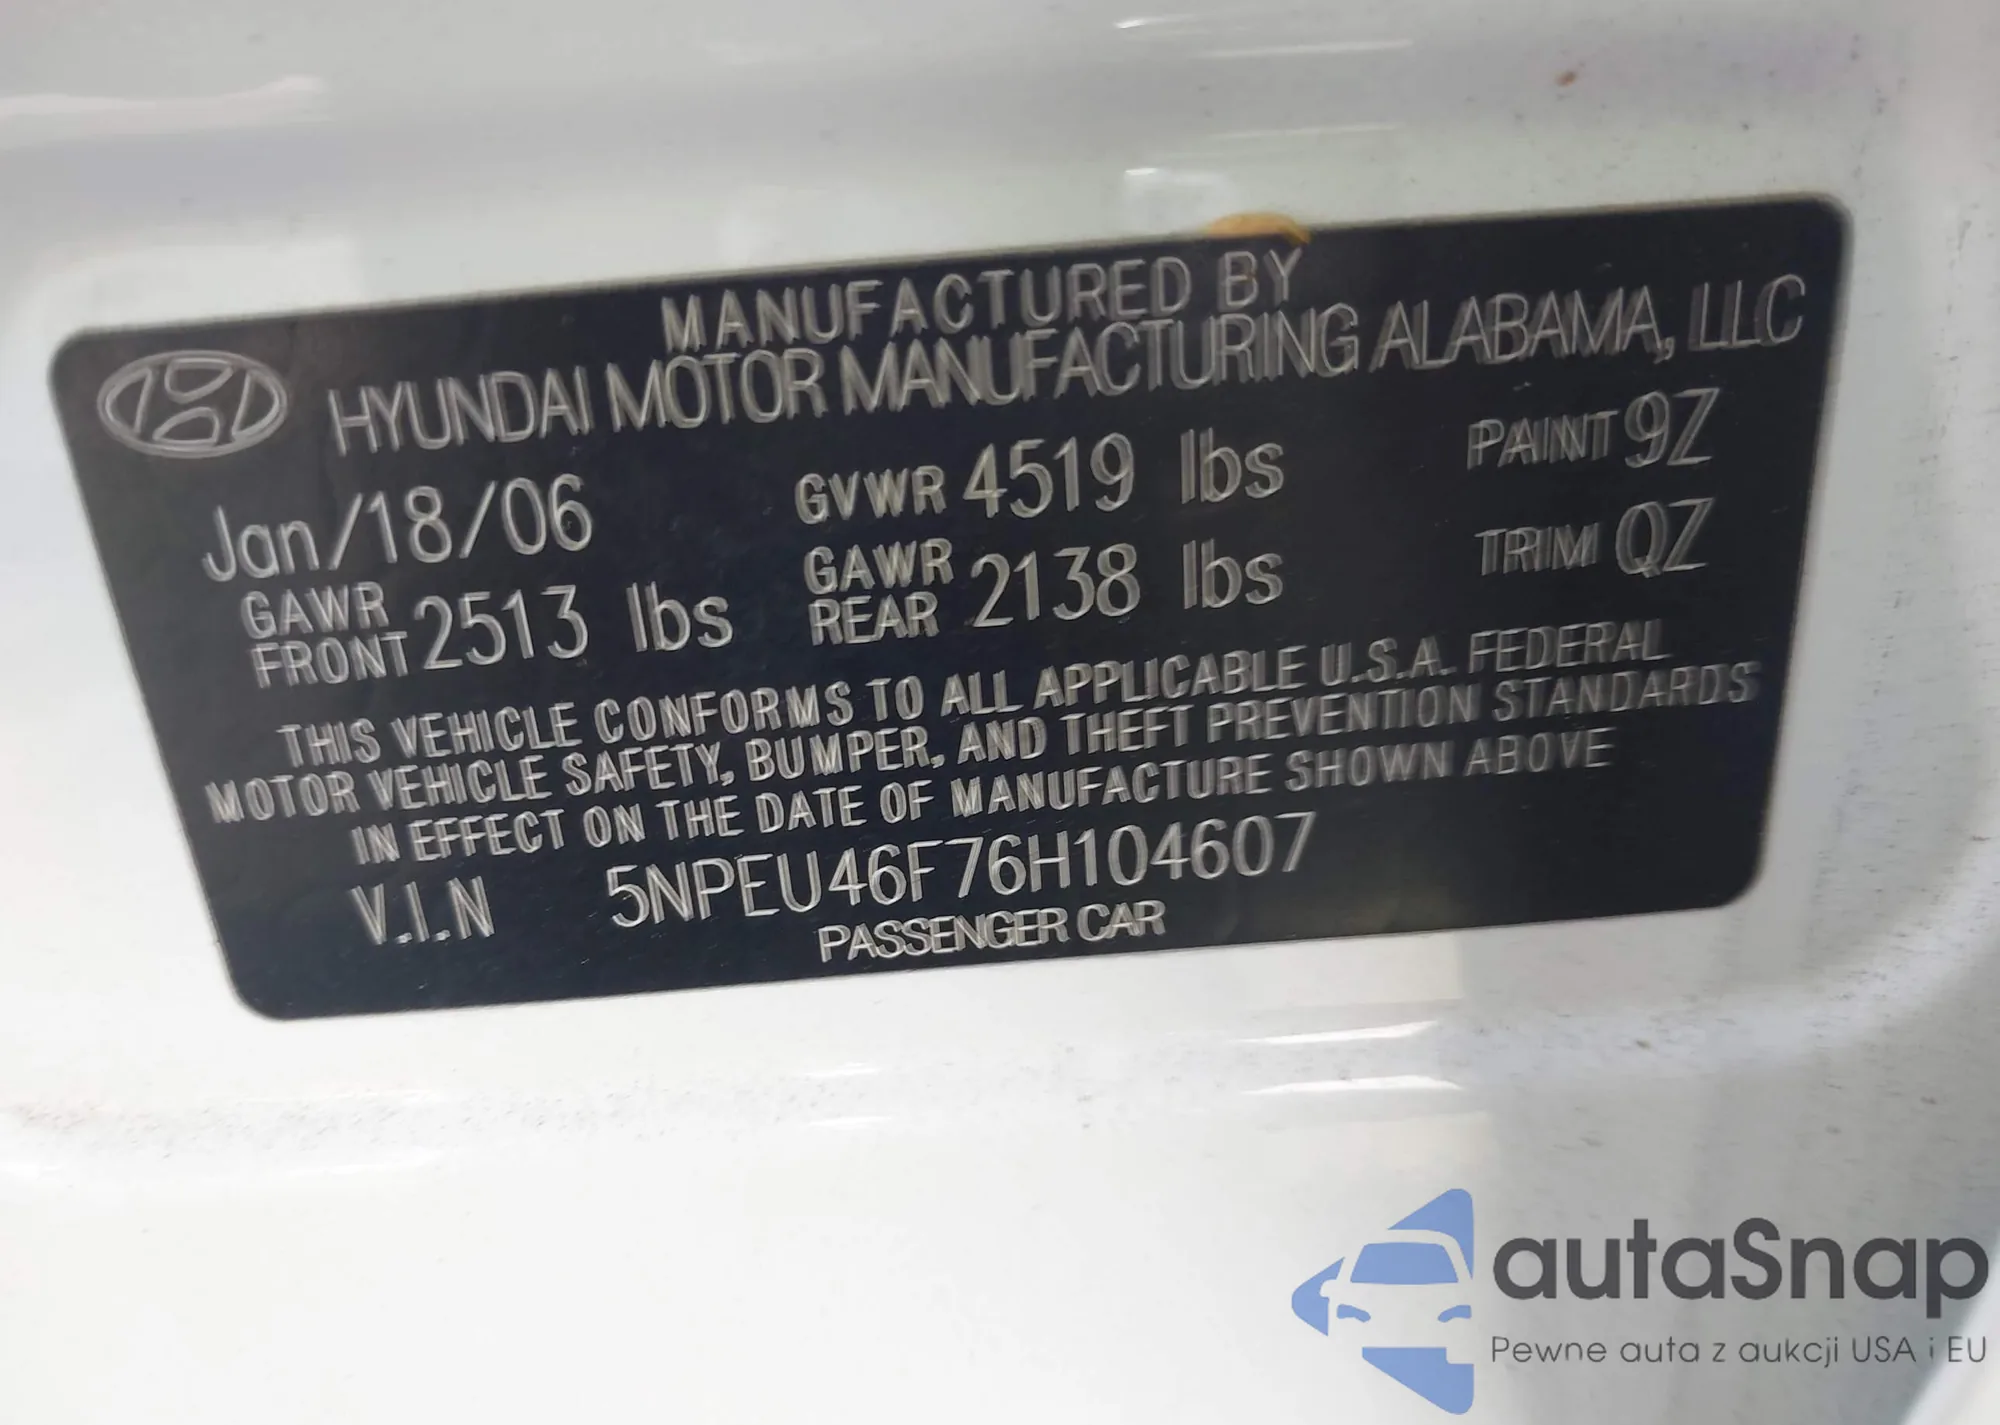 MANUFACTURED BY
HYUNDAI MOTOR MANUFACTURING ALABAMA, LLC
Jan/18/06 GVWR 4519 lbs PAINT 9Z
GAWR FRONT 2513 lbs GAWR REAR 2138 lbs TRIM QZ
THIS VEHICLE CONFORMS TO ALL APPLICABLE U.S.A. FEDERAL
MOTOR VEHICLE SAFETY, BUMPER, AND THEFT PREVENTION STANDARDS
IN EFFECT ON THE DATE OF MANUFACTURE SHOWN ABOVE
V.I.N 5NPEU46F76H104607
PASSENGER CAR
autaSnap
Pewne auta z aukcji USA i EU